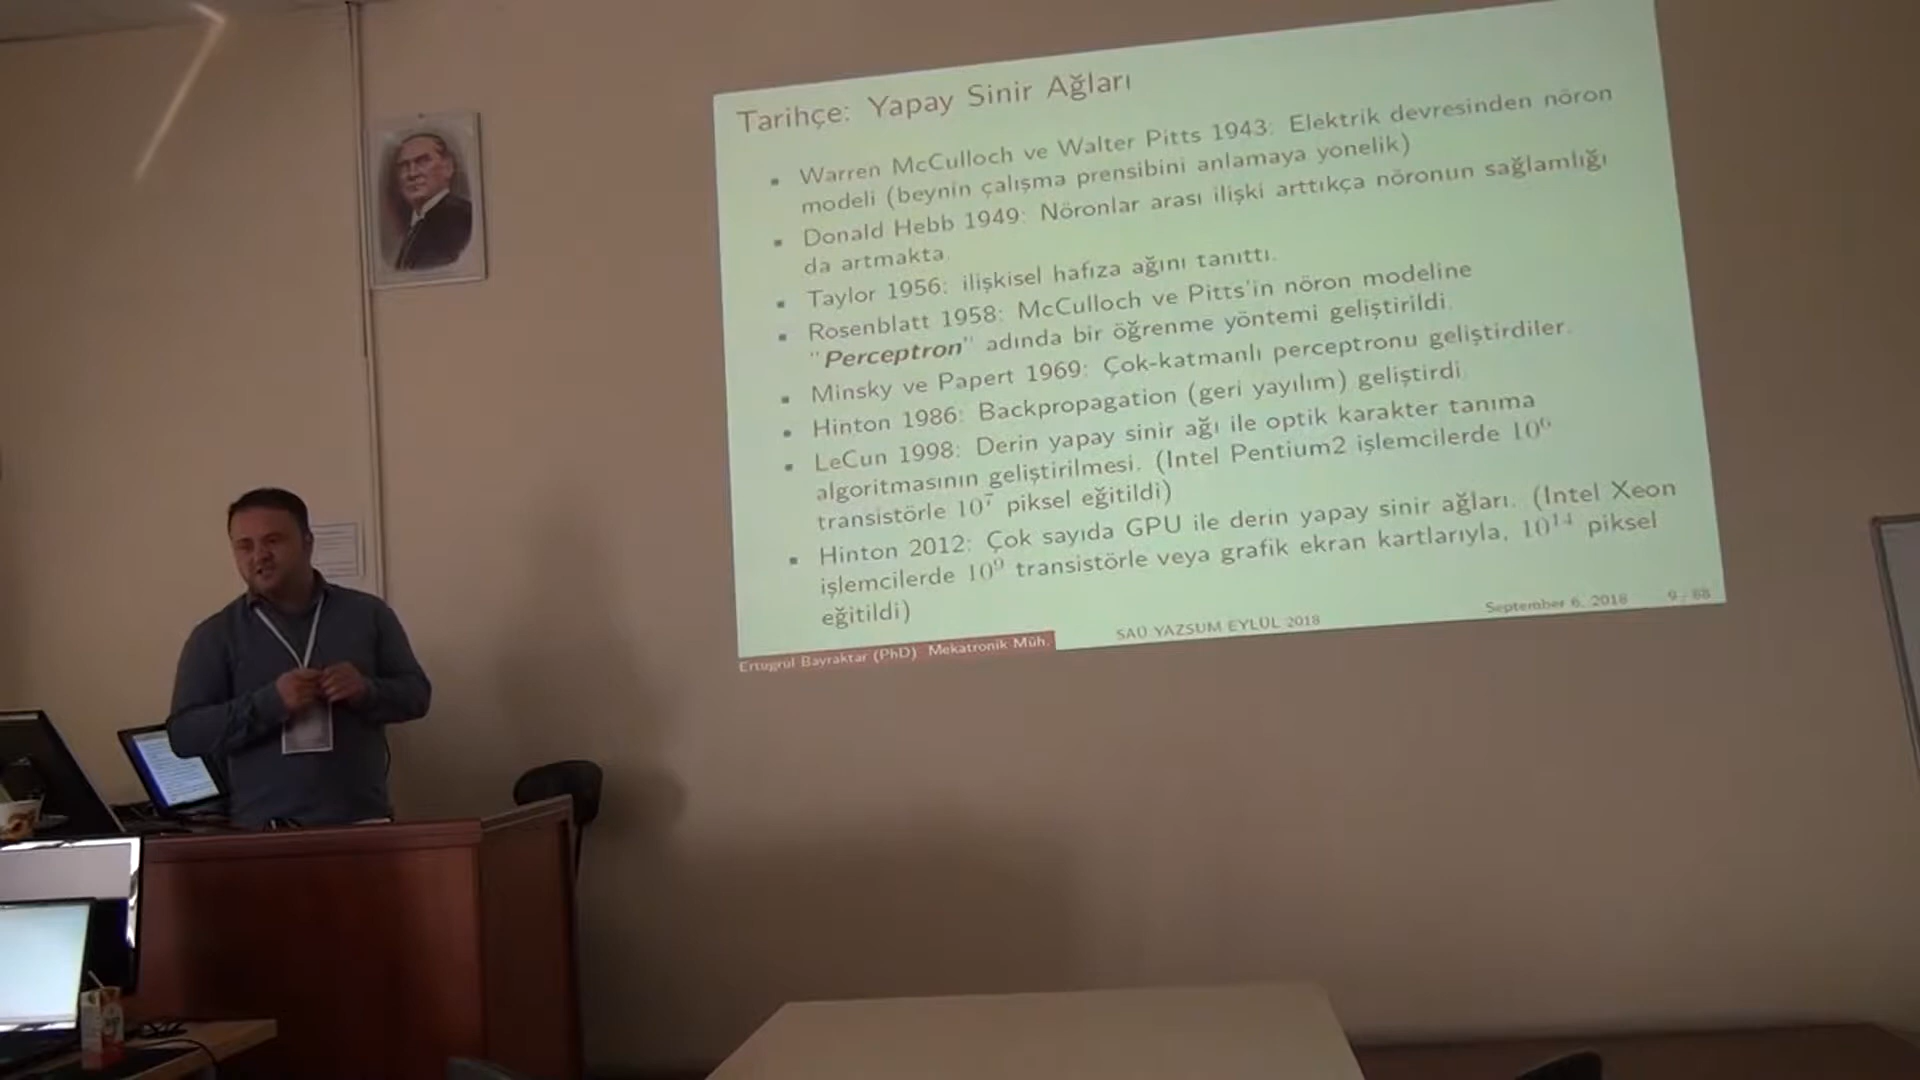 Tarihçe: Yapay Sinir Ağları
Warren McCulloch ve Walter Pitts 1943: Elektrik devresinden nöron
modeli (beynin çalışma prensibini anlamaya yonelik)
Donald Hebb 1949: Nöronlar arası ilişki arttıkça nöronun sağlamlığı
da artmakta.
Taylor 1956: ilişkisel hafıza ağını tanıttı.
Rosenblatt 1958: McCulloch ve Pitts'in nöron modeline
"Perceptron" adında bir öğrenme yöntemi geliştirildi.
Minsky ve Papert 1969: Çok-katmanlı perceptronu geliştirdiler.
Hinton 1986: Backpropagation (geri yayılım) geliştirdi.
LeCun 1998: Derin yapay sinir ağı ile optik karakter tanıma
algoritmasının geliştirilmesi. (Intel Pentium2 işlemcilerde 10⁶
transistörle 10⁷ piksel eğitildi)
Hinton 2012: Çok sayıda GPU ile derin yapay sinir ağları. (Intel Xeon
işlemcilerde 10⁹ transistörle veya grafik ekran kartlarıyla, 10¹⁴ piksel
eğitildi)
Ertugrul Bayraktar (PhD) Mekatronik Müh. SAÜ YAZSUM EYLÜL 2018 September 6, 2018 9 / 88